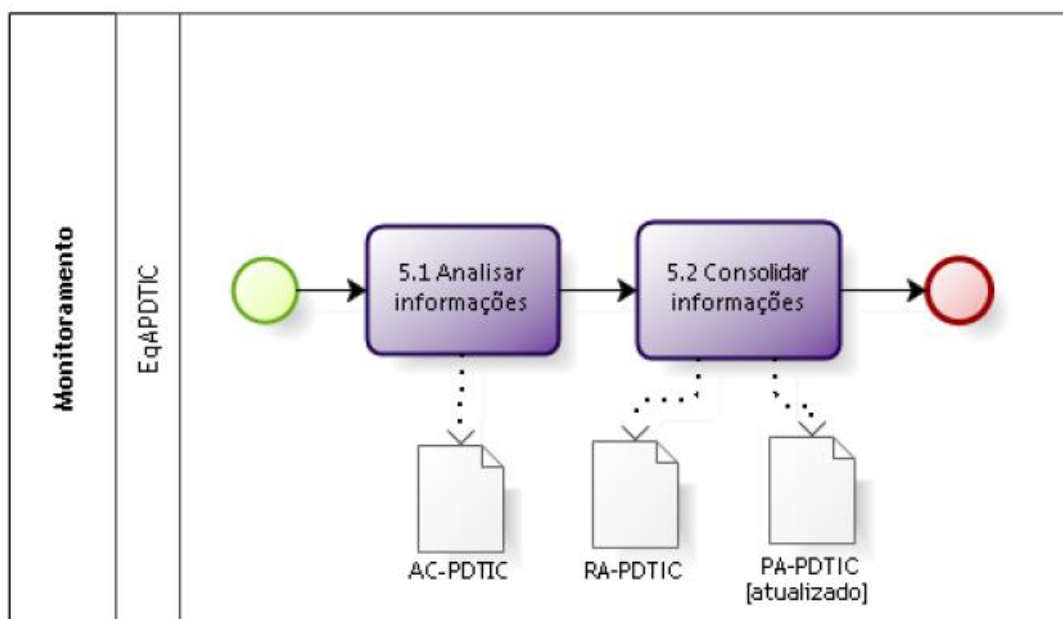 Monitoramento
EqAPDTIC
5.1 Analisar
informações
5.2 Consolidar
informações
AC-PDTIC
RA-PDTIC
PA-PDTIC
[atualizado]